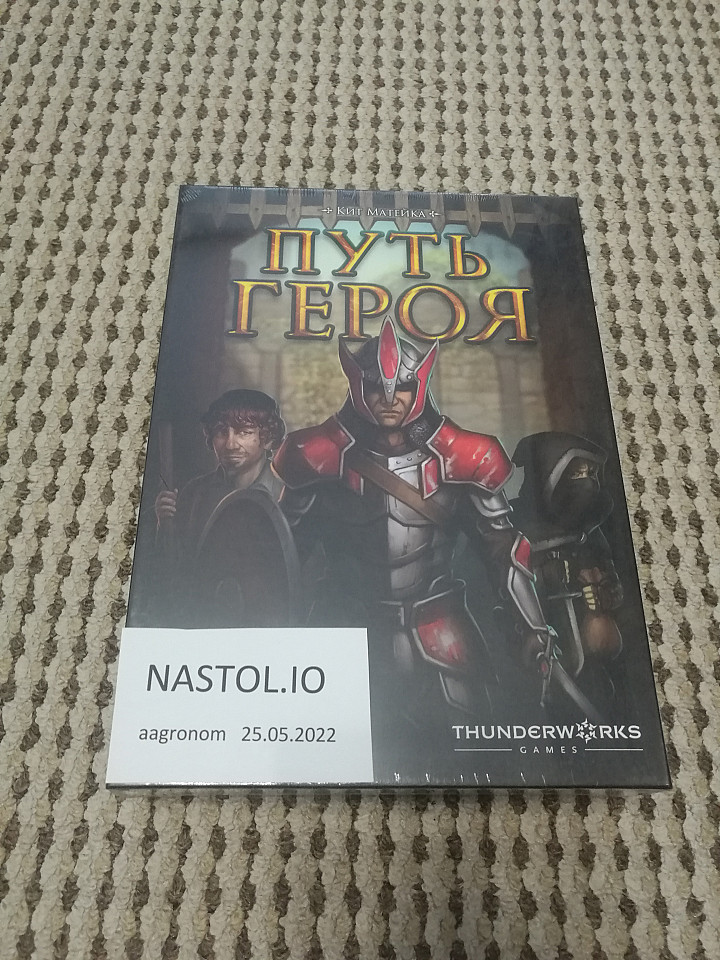 Кит Матейка
ПУТЬ
ГЕРОЯ
NASTOL.IO
aagronom 25.05.2022
THUNDERWORKS
GAMES